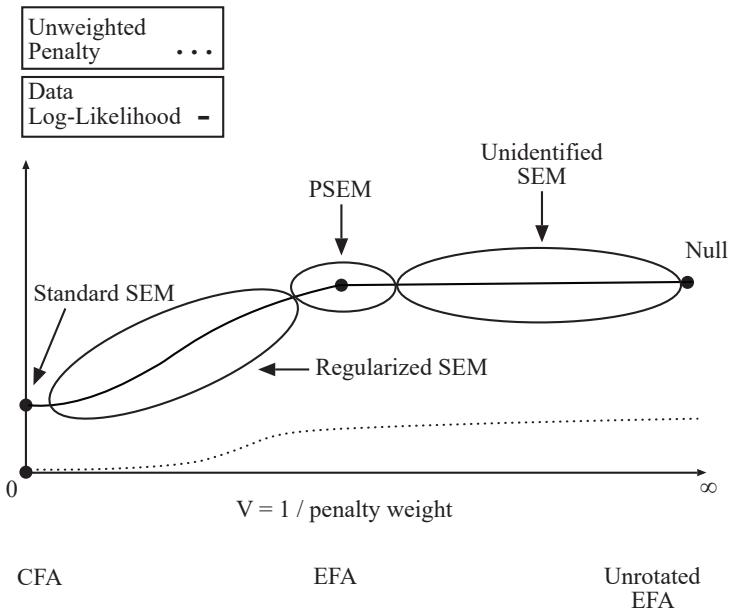 Unweighted
Penalty ...
Data
Log-Likelihood -
Unidentified
SEM
PSEM
Null
Standard SEM
Regularized SEM
0
∞
V = 1 / penalty weight
CFA
EFA
Unrotated
EFA